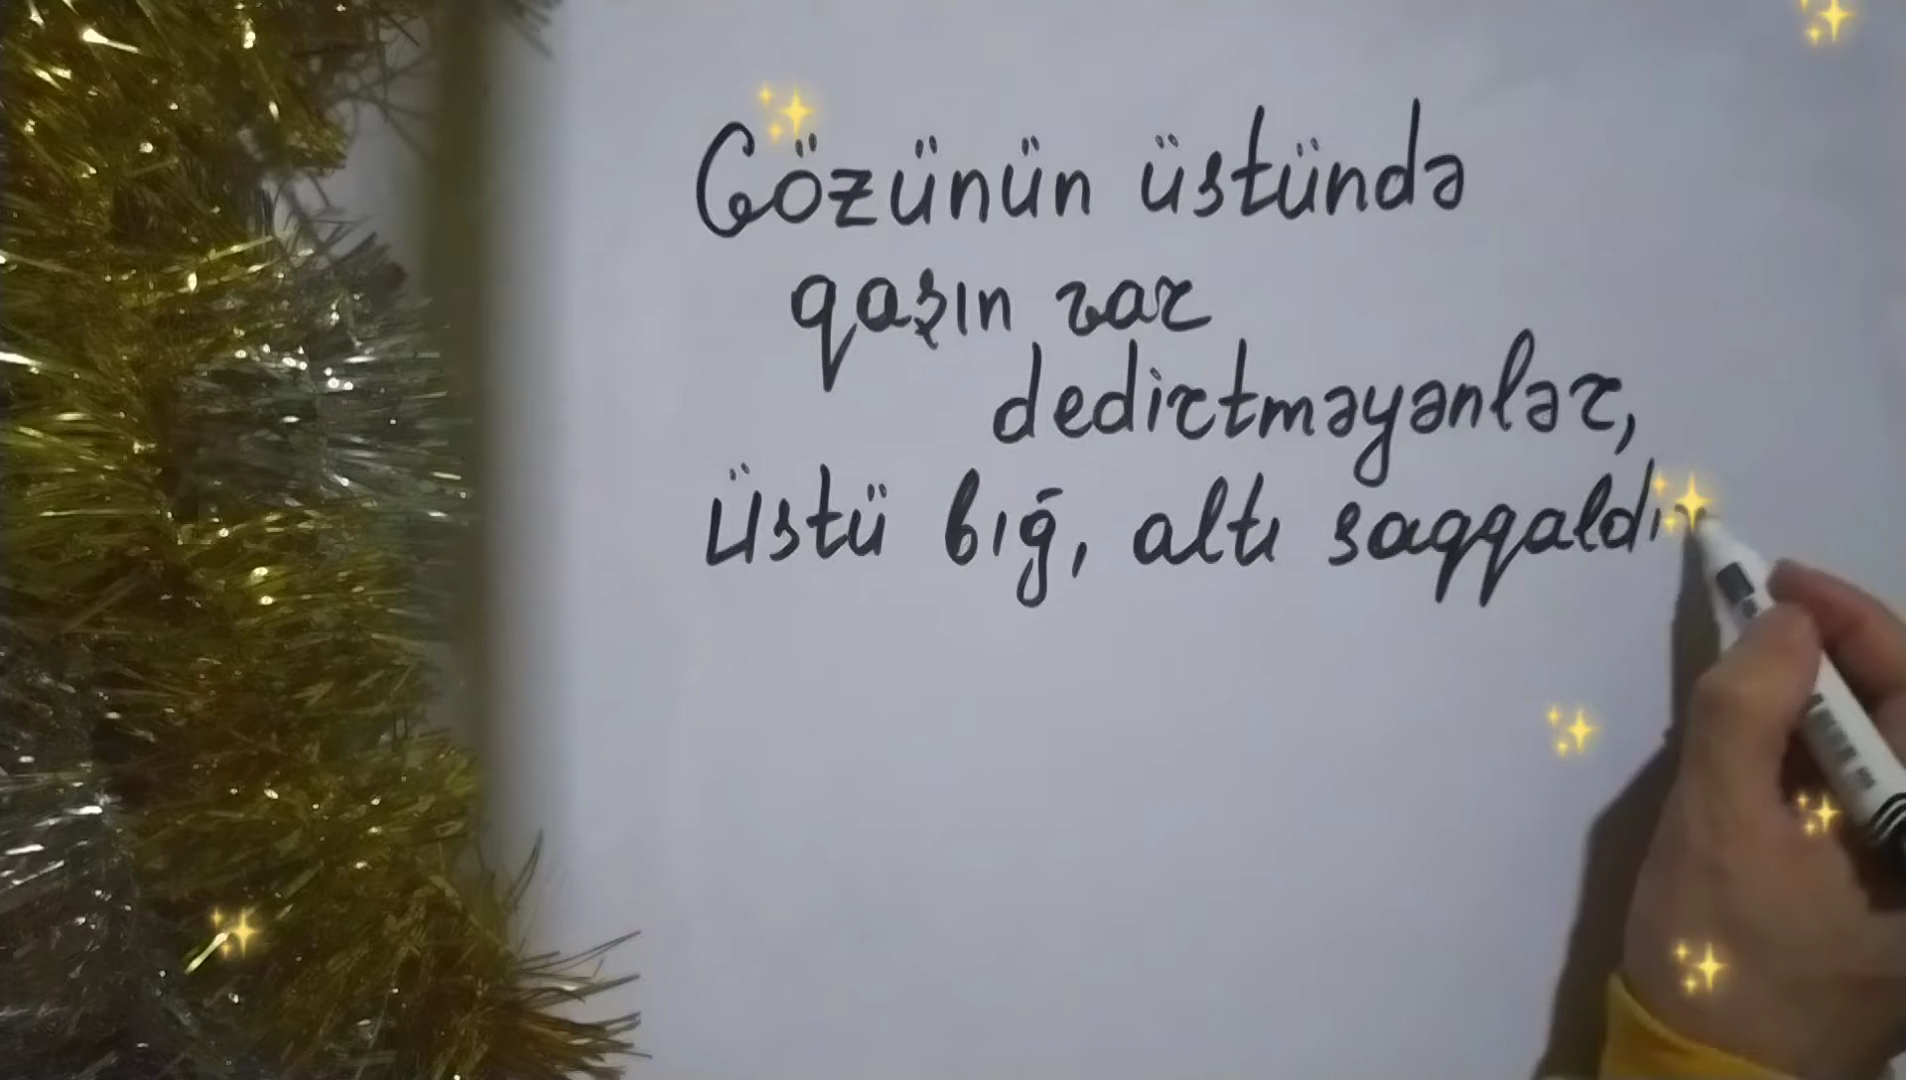 Gözünün üstündə
qaşın var
dedirtməyənlər,
Üstü bığ, altı saqqaldı